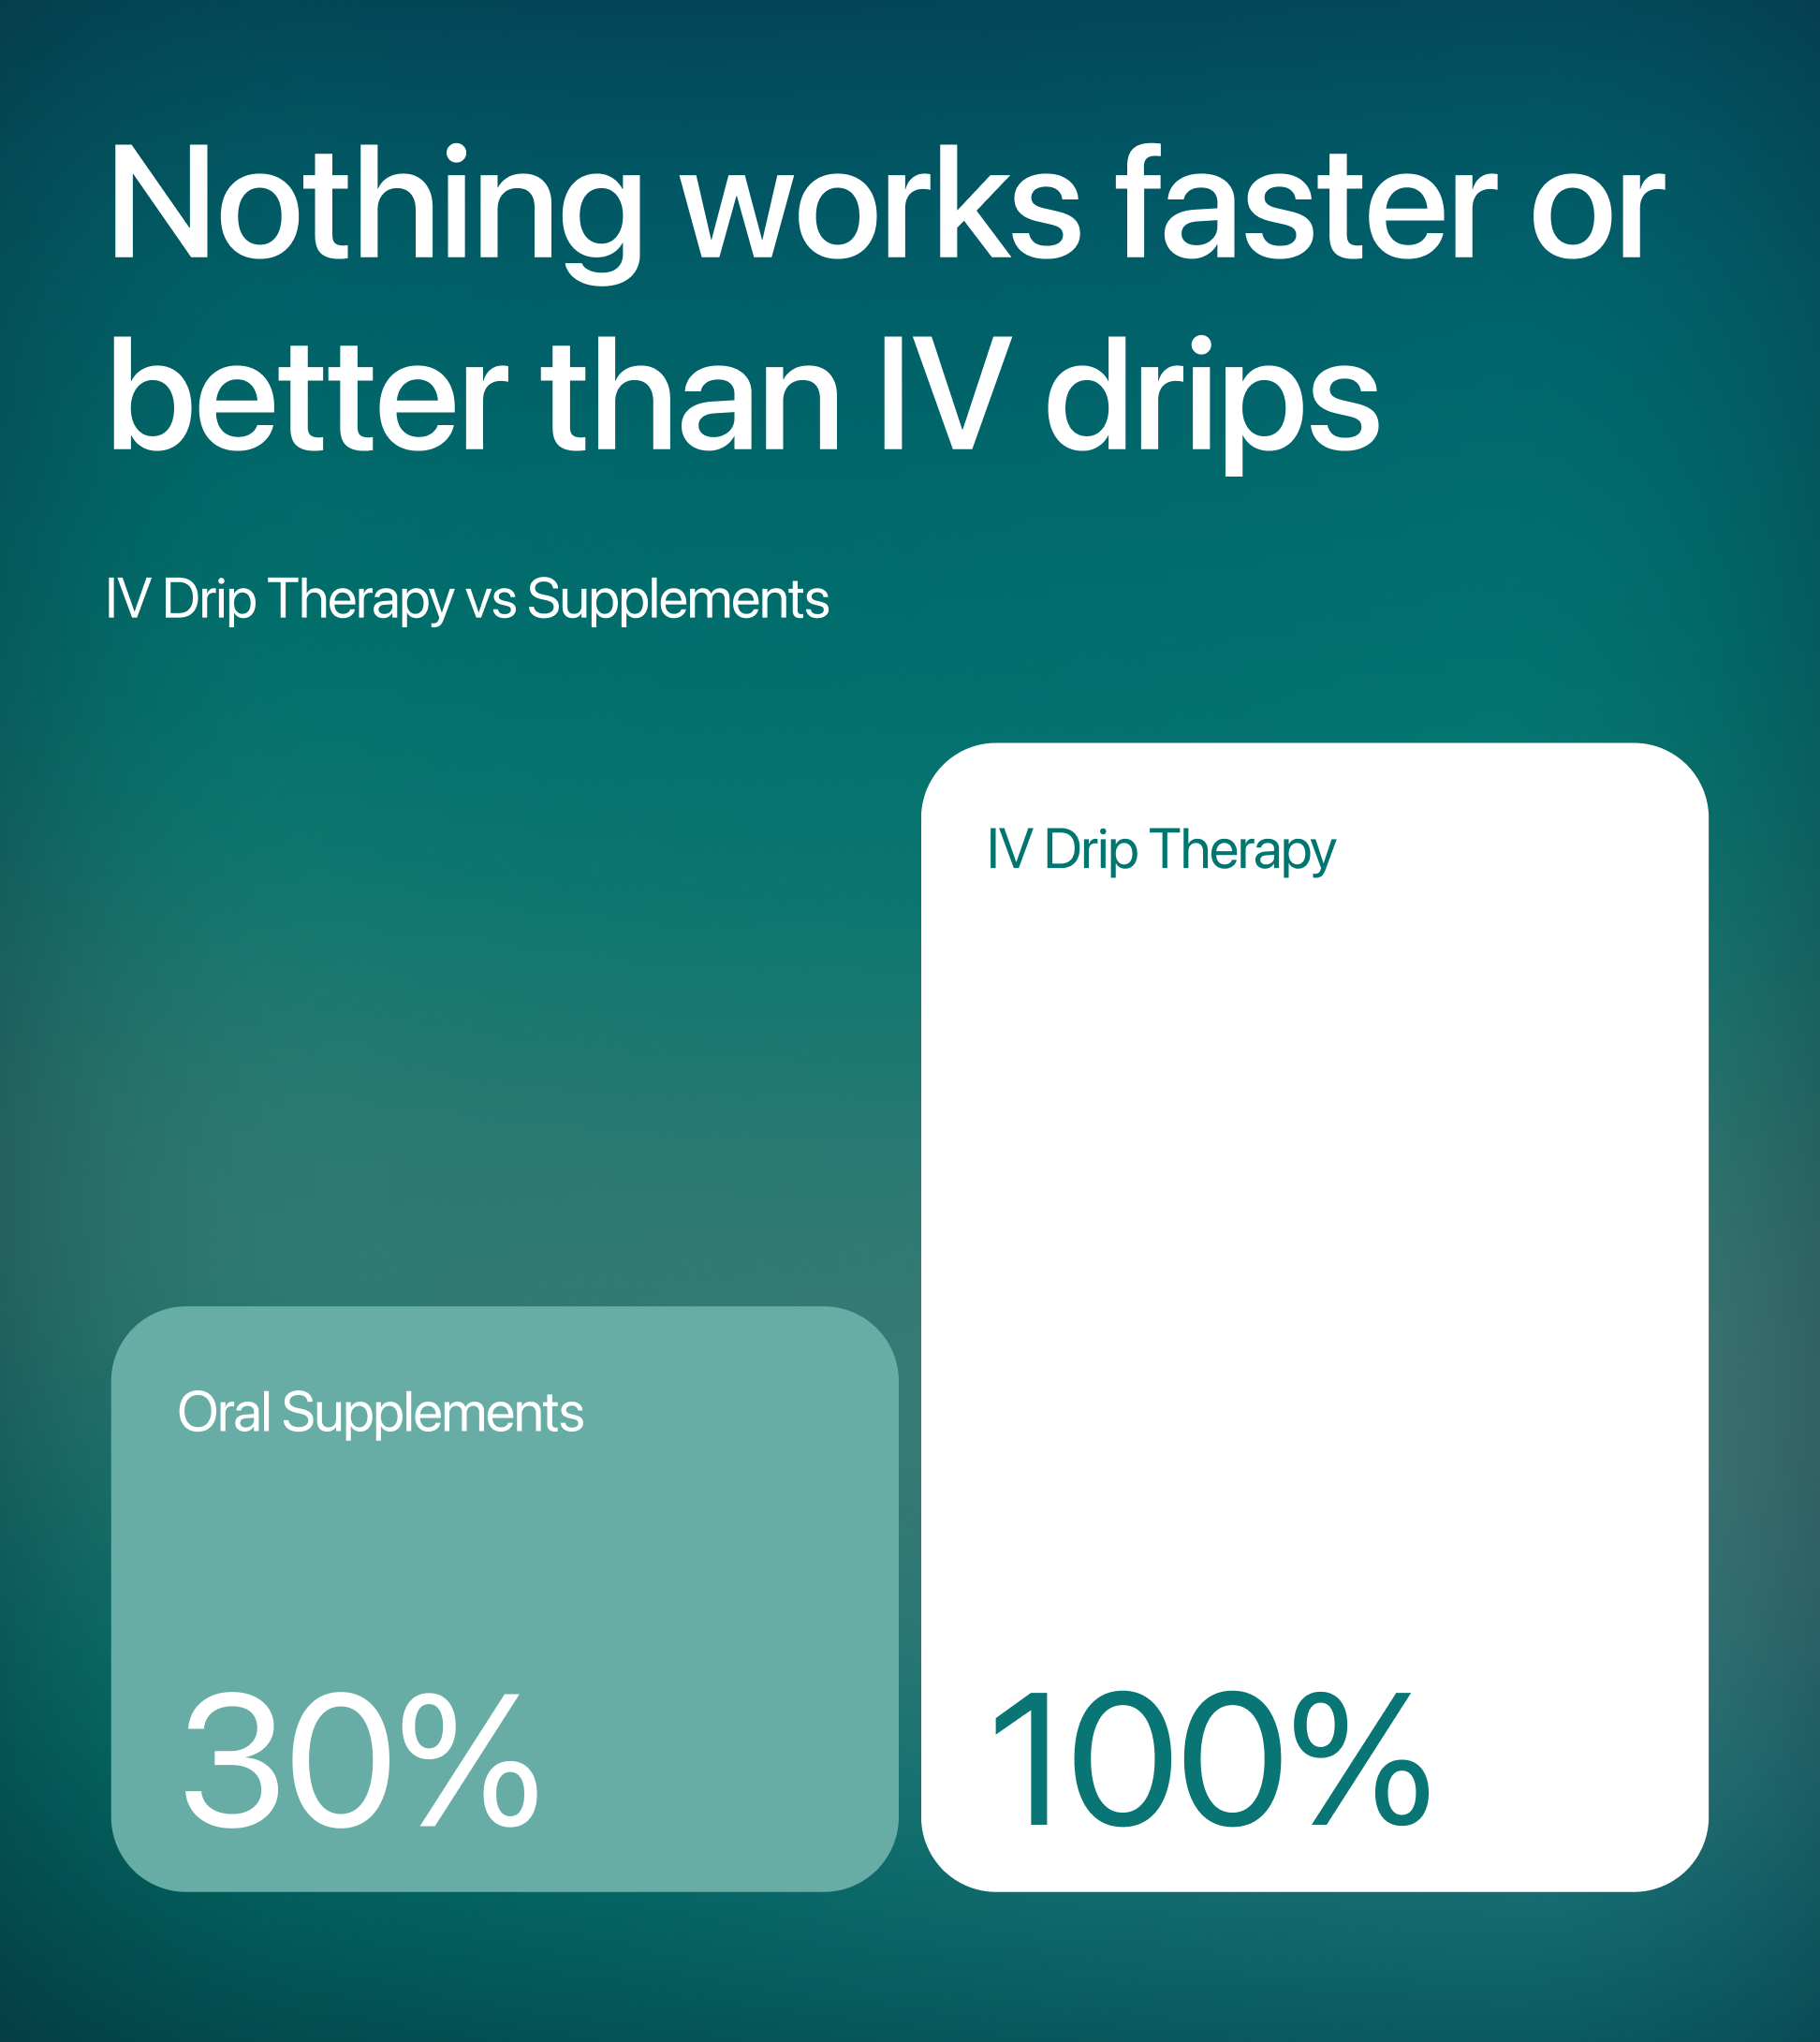 Nothing works faster or
better than IV drips
IV Drip Therapy vs Supplements
IV Drip Therapy
Oral Supplements
30%
100%